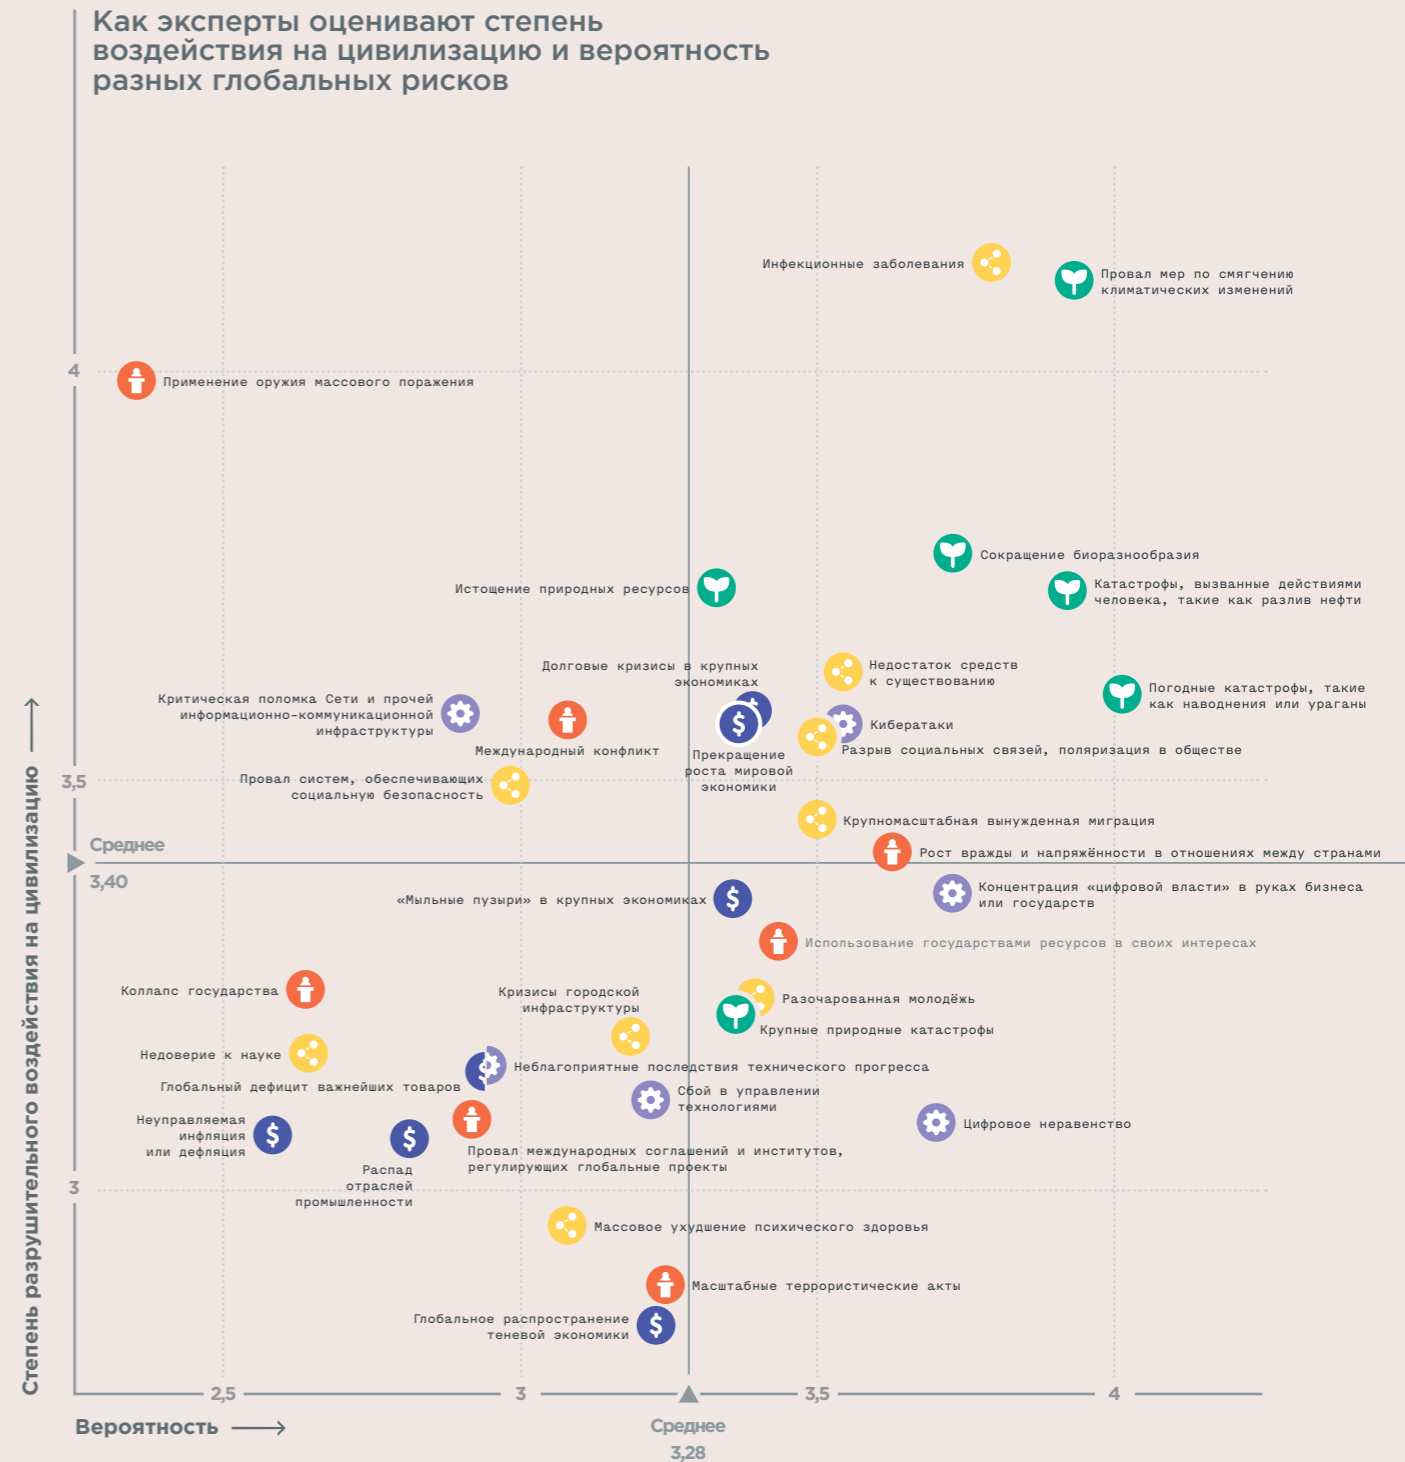 Как эксперты оценивают степень
воздействия на цивилизацию и вероятность
разных глобальных рисков
Инфекционные заболевания
Провал мер по смягчению
климатических изменений
4
Применение оружия массового поражения
Сокращение биоразнообразия
Истощение природных ресурсов
Катастрофы, вызванные действиями
человека, такие как разлив нефти
Долговые кризисы в крупных
экономиках
Недостаток средств
к существованию
Погодные катастрофы, такие
как наводнения или ураганы
Критическая поломка Сети и прочей
информационно-коммуникационной
инфраструктуры
Международный конфликт
Кибератаки
Разрыв социальных связей, поляризация в обществе
Прекращение
роста мировой
экономики
3,5
Провал систем, обеспечивающих
социальную безопасность
Крупномасштабная вынужденная миграция
Среднее
3,40
Рост вражды и напряжённости в отношениях между странами
Концентрация «цифровой власти» в руках бизнеса
или государств
«Мыльные пузыри» в крупных экономиках
Использование государствами ресурсов в своих интересах
Коллапс государства
Кризисы городской
инфраструктуры
Разочарованная молодёжь
Крупные природные катастрофы
Недоверие к науке
Неблагоприятные последствия технического прогресса
Глобальный дефицит важнейших товаров
Сбой в управлении
технологиями
Неуправляемая
инфляция
или дефляция
Цифровое неравенство
Провал международных соглашений и институтов,
регулирующих глобальные проекты
Распад
отраслей
промышленности
3
Массовое ухудшение психического здоровья
Масштабные террористические акты
Глобальное распространение
теневой экономики
Степень разрушительного воздействия на цивилизацию
2,5
3
3,5
4
Вероятность
Среднее
3,28